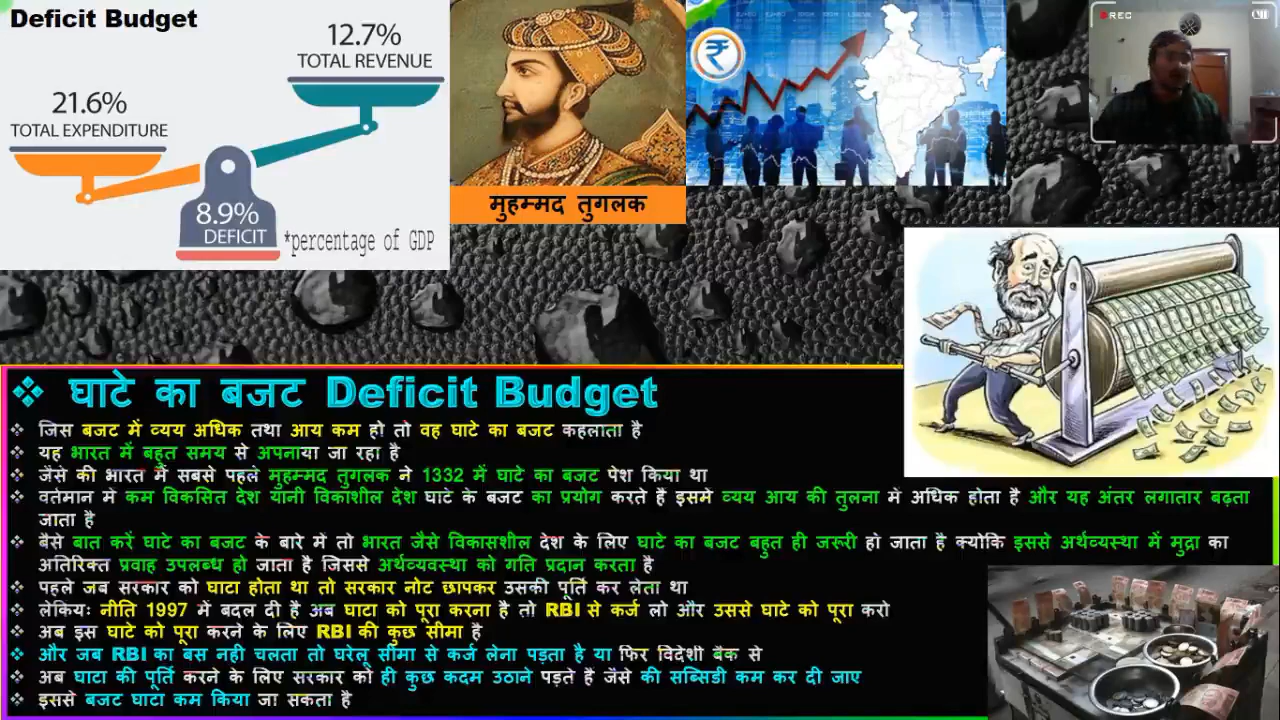 Deficit Budget
12.7%
TOTAL REVENUE
21.6%
TOTAL EXPENDITURE
8.9%
DEFICIT
*percentage of GDP
मुहम्मद तुगलक
₹
REC
❖ घाटे का बजट Deficit Budget
❖ जिस बजट में व्यय अधिक तथा आय कम हो तो वह घाटे का बजट कहलाता है
❖ यह भारत में बहुत समय से अपनाया जा रहा है
❖ जैसे की भारत में सबसे पहले मुहम्मद तुगलक ने 1332 में घाटे का बजट पेश किया था
❖ वर्तमान में कम विकसित देश यानी विकाशील देश घाटे के बजट का प्रयोग करते हैं इसमें व्यय आय की तुलना में अधिक होता है और यह अंतर लगातार बढ़ता
जाता है
❖ बैसे बात करें घाटे का बजट के बारे में तो भारत जैसे विकासशील देश के लिए घाटे का बजट बहुत ही जरूरी हो जाता है क्योकि इससे अर्थव्यस्था में मुद्रा का
अतिरिक्त प्रवाह उपलब्ध हो जाता है जिससे अर्थव्यवस्था को गति प्रदान करता है
❖ पहले जब सरकार को घाटा होता था तो सरकार नोट छापकर उसकी पूर्ति कर लेता था
❖ लेकियः नीति 1997 में बदल दी है अब घाटा को पूरा करना है तो RBI से कर्ज लो और उससे घाटे को पूरा करो
❖ अब इस घाटे को पूरा करने के लिए RBI की कुछ सीमा है
❖ और जब RBI का बस नही चलता तो घरेलू सीमा से कर्ज लेना पड़ता है या फिर विदेशी बैंक से
❖ अब घाटा की पूर्ति करने के लिए सरकार को ही कुछ कदम उठाने पड़ते है जैसे की सब्सिडी कम कर दी जाए
❖ इससे बजट घाटा कम किया जा सकता है